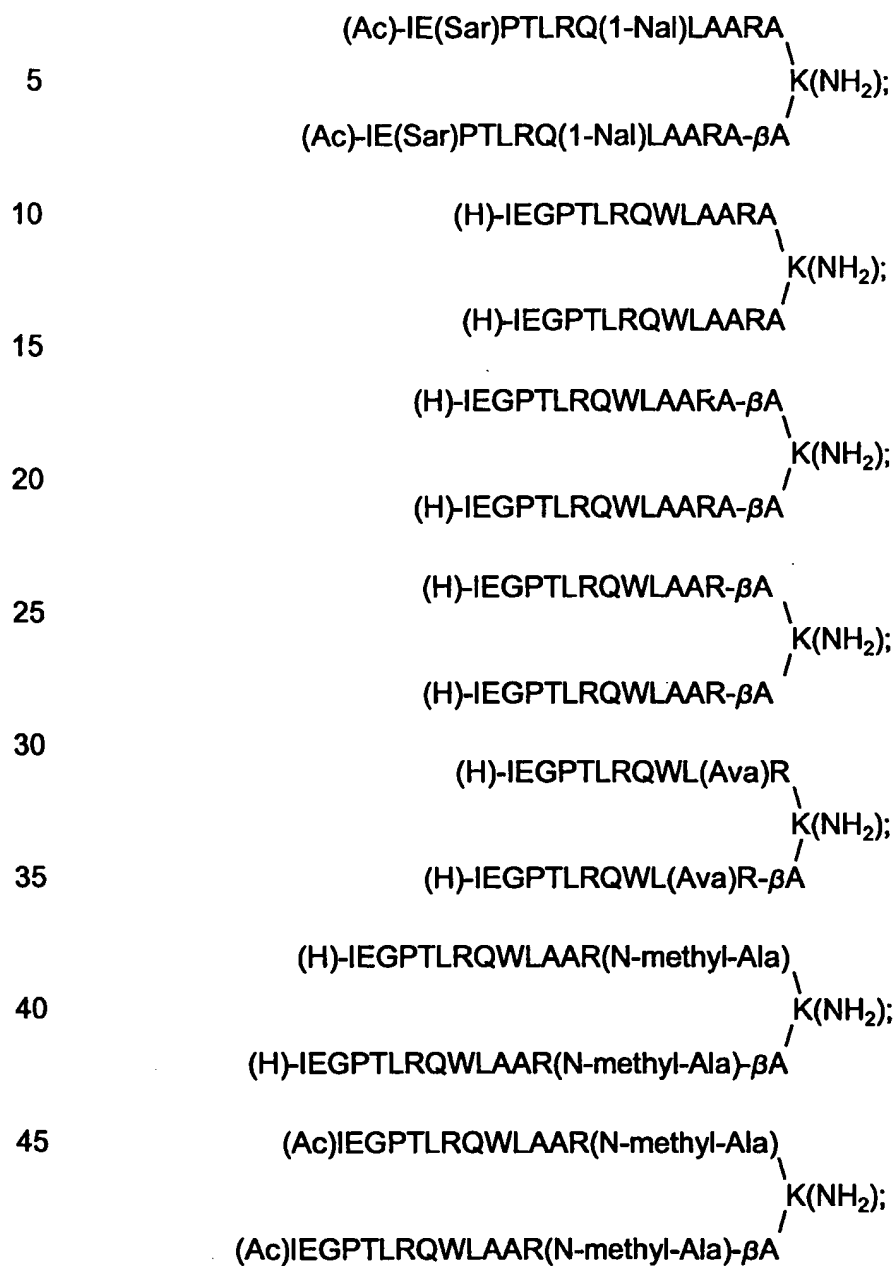 (Ac)-IE(Sar)PTLRQ(1-Nal)LAARA
5 K(NH₂);
(Ac)-IE(Sar)PTLRQ(1-Nal)LAARA-βA
10 (H)-IEGPTLRQWLAARA
K(NH₂);
(H)-IEGPTLRQWLAARA
15
(H)-IEGPTLRQWLAARA-βA
K(NH₂);
20
(H)-IEGPTLRQWLAARA-βA
(H)-IEGPTLRQWLAAR-βA
25
K(NH₂);
(H)-IEGPTLRQWLAAR-βA
30
(H)-IEGPTLRQWL(Ava)R
K(NH₂);
35 (H)-IEGPTLRQWL(Ava)R-βA
(H)-IEGPTLRQWLAAR(N-methyl-Ala)
40 K(NH₂);
(H)-IEGPTLRQWLAAR(N-methyl-Ala)-βA
45 (Ac)IEGPTLRQWLAAR(N-methyl-Ala)
K(NH₂);
(Ac)IEGPTLRQWLAAR(N-methyl-Ala)-βA